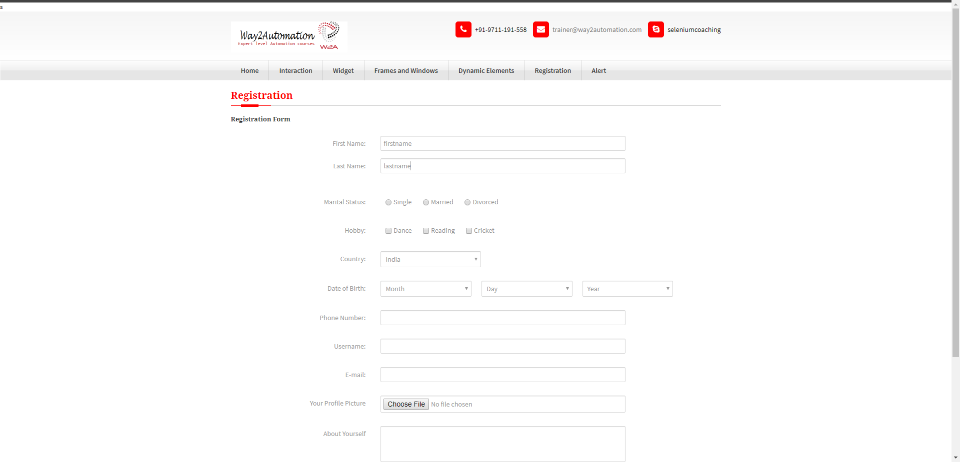 s
Way2Automation
Expert level Automation courses
W2A
+91-9711-191-558
trainer@way2automation.com
seleniumcoaching
Home Interaction Widget Frames and Windows Dynamic Elements Registration Alert
Registration
Registration Form
First Name: firstname
Last Name: lastname
Marital Status: Single Married Divorced
Hobby: Dance Reading Cricket
Country: India
Date of Birth: Month Day Year
Phone Number:
Username:
E-mail:
Your Profile Picture Choose File No file chosen
About Yourself